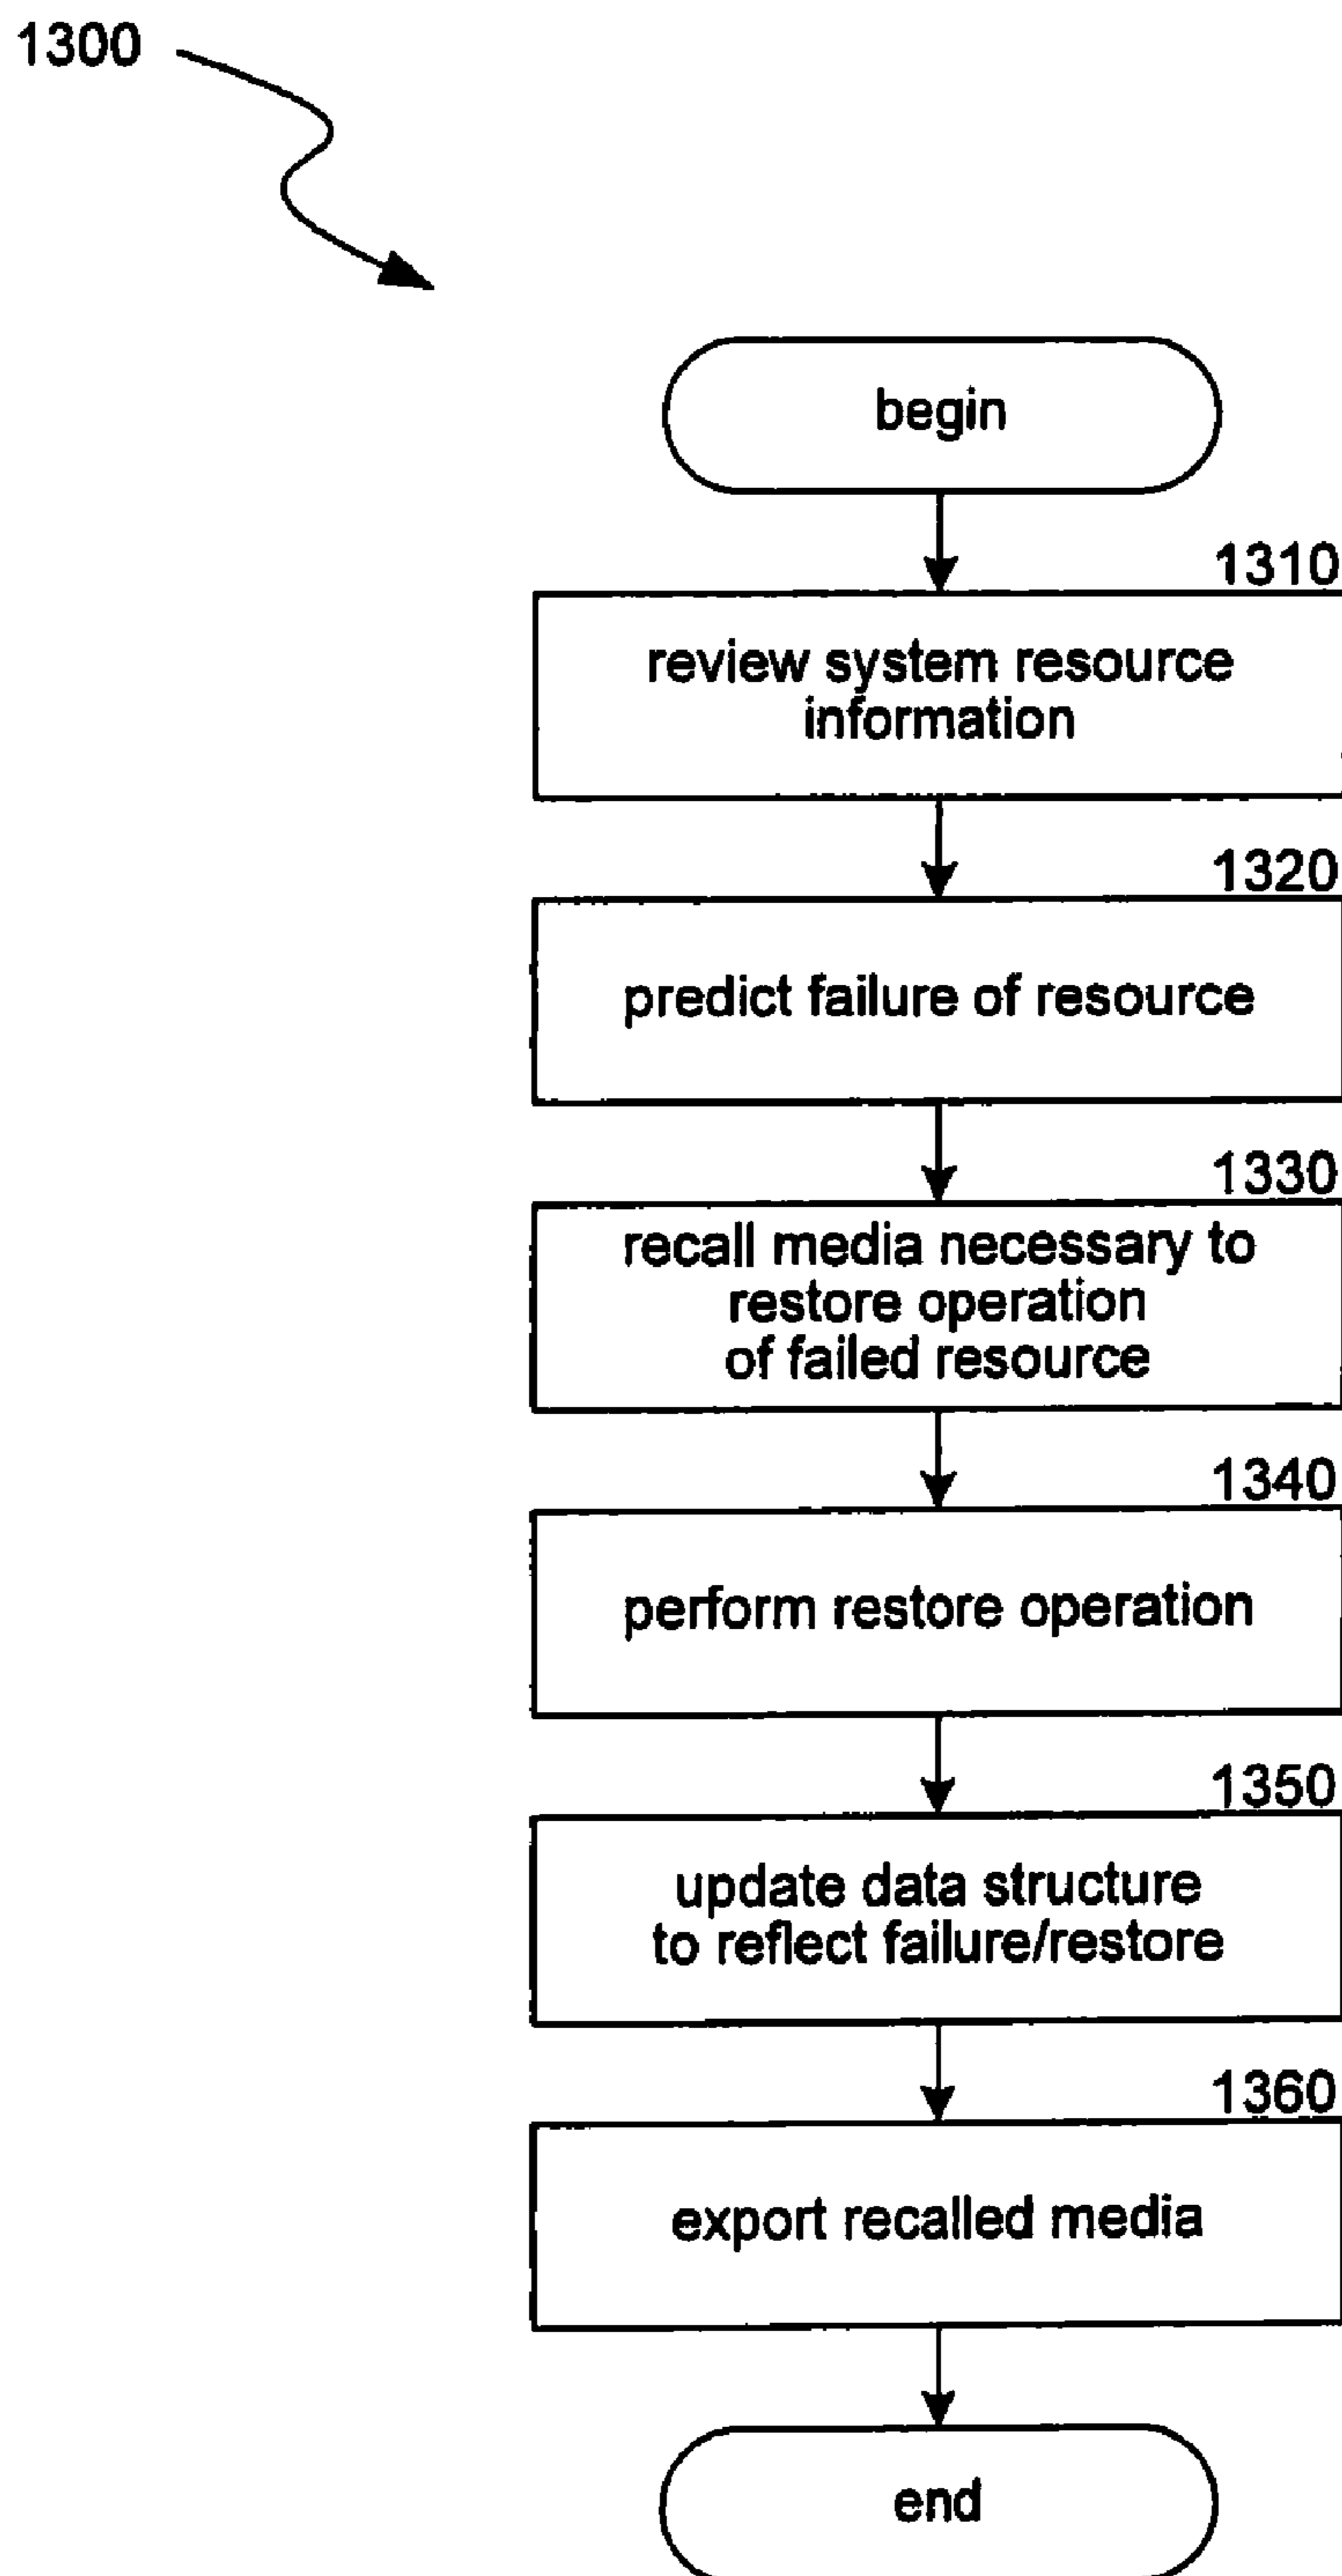 1300
begin
1310
review system resource
information
1320
predict failure of resource
1330
recall media necessary to
restore operation
of failed resource
1340
perform restore operation
1350
update data structure
to reflect failure/restore
1360
export recalled media
end